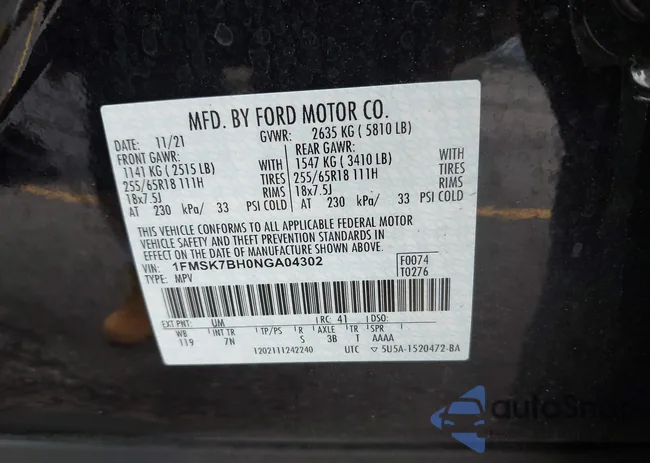 MFD. BY FORD MOTOR CO.
DATE: 11/21 GVWR: 2635 KG (5810 LB)
FRONT GAWR: REAR GAWR:
1141 KG (2515 LB) WITH 1547 KG (3410 LB) WITH
255/65R18 111H TIRES 255/65R18 111H TIRES
18x7.5J RIMS 18x7.5J RIMS
AT 230 kPa/ 33 PSI COLD AT 230 kPa/ 33 PSI COLD
THIS VEHICLE CONFORMS TO ALL APPLICABLE FEDERAL MOTOR
VEHICLE SAFETY AND THEFT PREVENTION STANDARDS IN
EFFECT ON THE DATE OF MANUFACTURE SHOWN ABOVE.
VIN: 1FMSK7BH0NGA04302 F0074
TYPE: MPV T0276
EXT PNT: UM RC: 41 DSO:
WB INT TR TP/PS R AXLE TR SPR
119 7N S 3B T AAAA
1202111242240 UTC ▽ 5U5A-1520472-BA
autoSnap